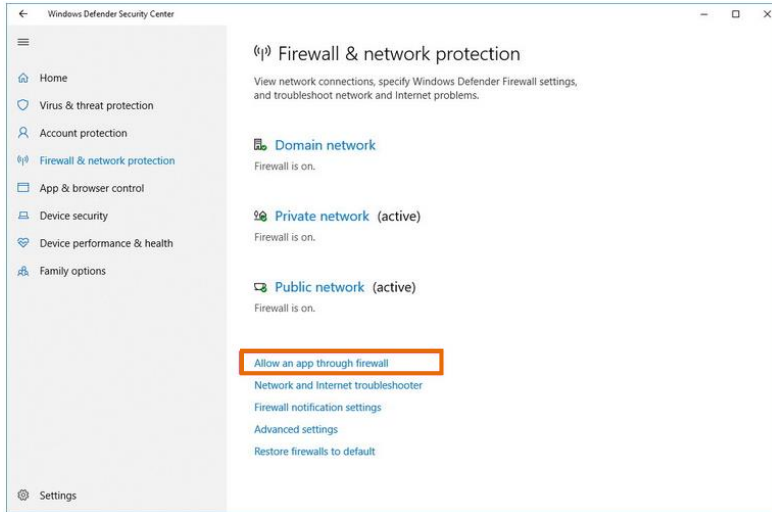 Windows Defender Security Center
Home
Virus & threat protection
Account protection
Firewall & network protection
App & browser control
Device security
Device performance & health
Family options
Settings
Firewall & network protection
View network connections, specify Windows Defender Firewall settings,
and troubleshoot network and Internet problems.
Domain network
Firewall is on.
Private network (active)
Firewall is on.
Public network (active)
Firewall is on.
Allow an app through firewall
Network and Internet troubleshooter
Firewall notification settings
Advanced settings
Restore firewalls to default